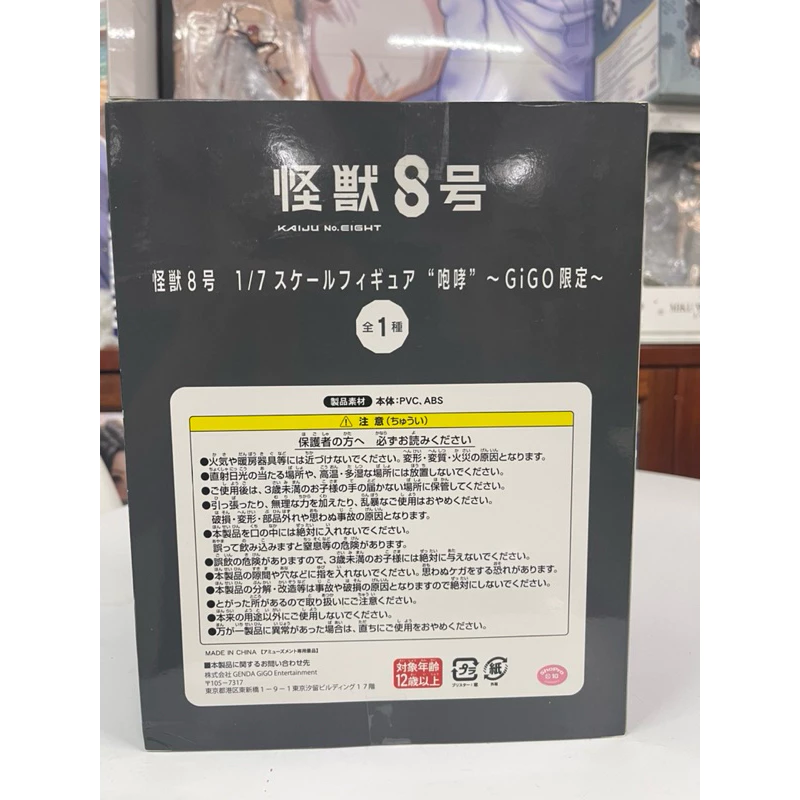 怪獣8号
KAIJU No.EIGHT
怪獣8号 1/7スケールフィギュア “咆哮” ～GiGO限定～
全1種
製品素材 本体:PVC、ABS
⚠ 注意(ちゅうい)
保護者の方へ 必ずお読みください
●火気や暖房器具等には近づけないでください。変形・変質・火災の原因となります。
●直射日光の当たる場所や、高温・多湿な場所には放置しないでください。
●ご使用後は、3歳未満のお子様の手の届かない場所に保管してください。
●引っ張ったり、無理な力を加えたり、乱暴なご使用はおやめください。
破損・変形・部品外れや思わぬ事故の原因となります。
●本製品を口の中には絶対に入れないでください。
誤って飲み込みますと窒息等の危険があります。
●誤飲の危険がありますので、3歳未満のお子様には絶対に与えないでください。
●本製品の隙間や穴などに指を入れないでください。思わぬケガをする恐れがあります。
●本製品の分解・改造等は事故や破損の原因となりますので絶対にしないでください。
●とがった所があるので取り扱いにご注意ください。
●本来の用途以外にご使用しないでください。
●万が一製品に異常があった場合は、直ちにご使用をおやめください。
MADE IN CHINA 【アミューズメント専用景品】
■本製品に関するお問い合わせ先
株式会社 GENDA GiGO Entertainment
〒105-7317
東京都港区東新橋1-9-1東京汐留ビルディング17階
対象年齢
12歳以上
プラ
紙